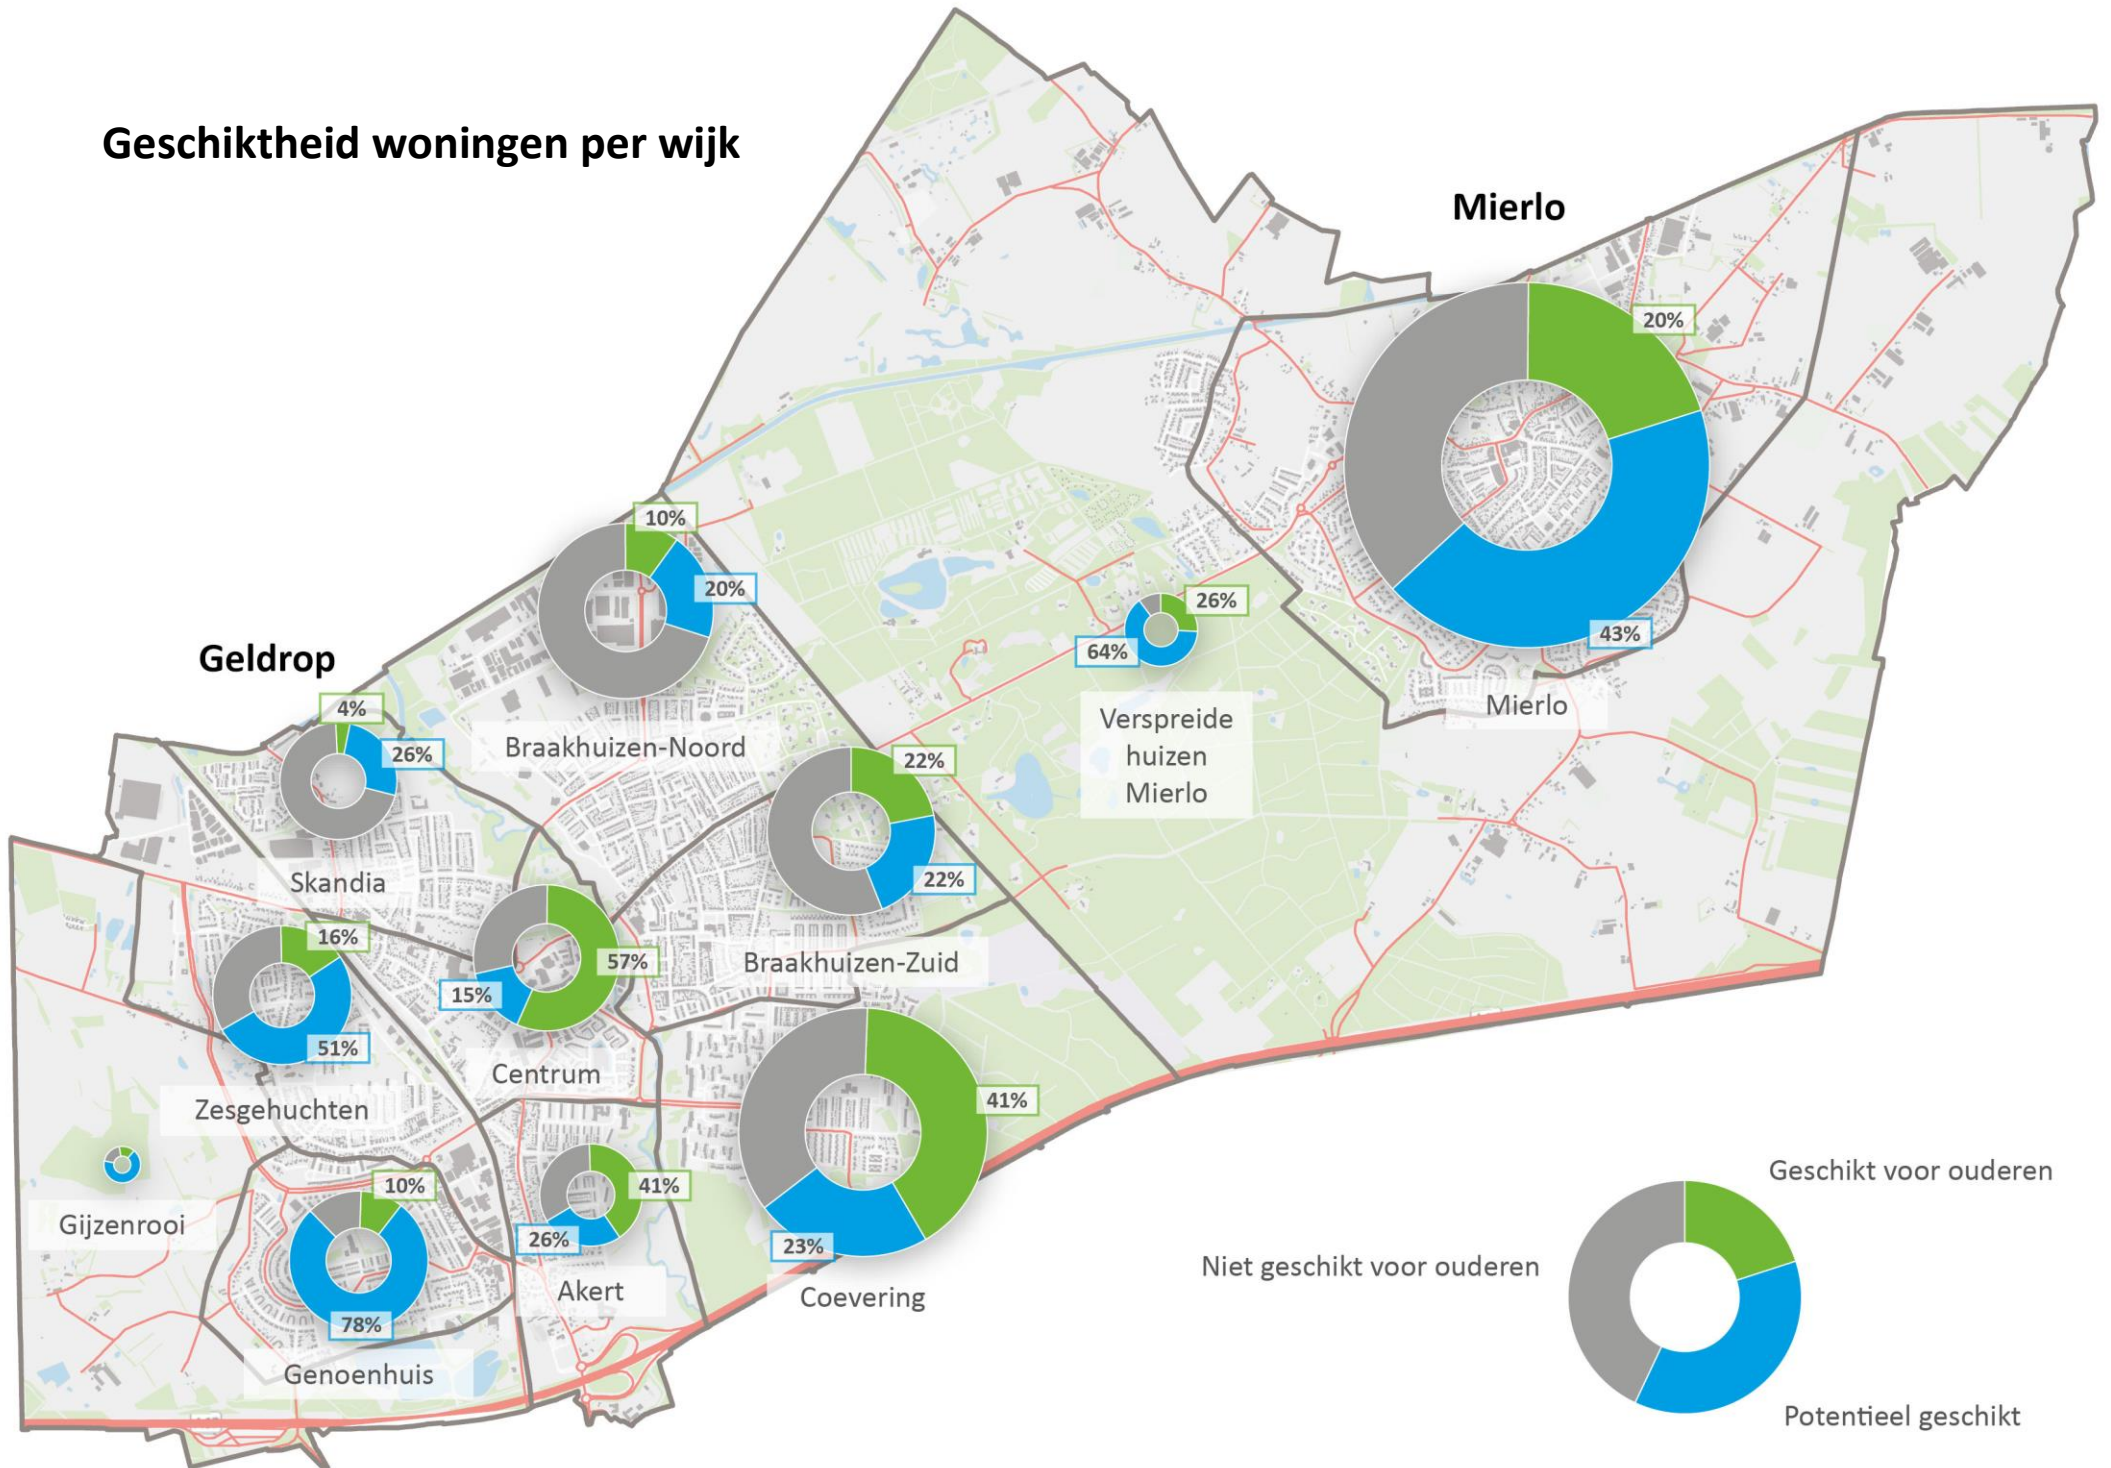 Geschiktheid woningen per wijk
Mierlo
20%
43%
Mierlo
10%
20%
Braakhuizen-Noord
26%
64%
Verspreide
huizen
Mierlo
Geldrop
4%
26%
Skandia
22%
22%
Braakhuizen-Zuid
16%
51%
Zesgehuchten
57%
15%
Centrum
41%
23%
Coevering
Gijzenrooi
10%
78%
Genoenhuis
41%
26%
Akert
Geschikt voor ouderen
Niet geschikt voor ouderen
Potentieel geschikt